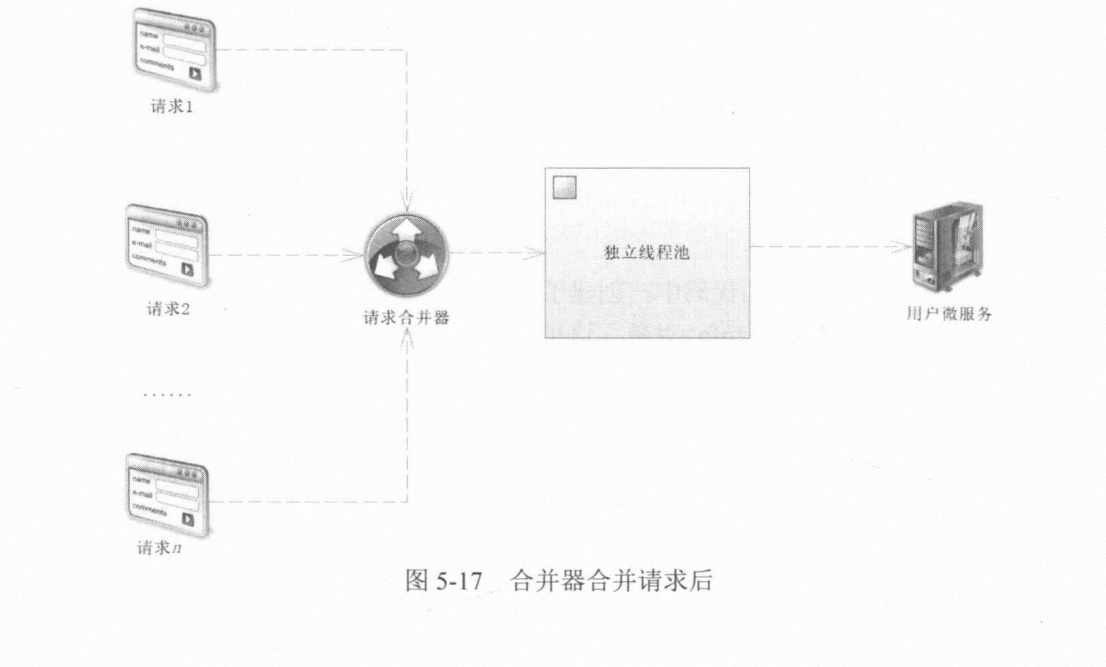 name
e-mail
comments
请求1
name
e-mail
comments
请求2
请求合并器
独立线程池
用户微服务
······
name
e-mail
comments
请求n
图 5-17 合并器合并请求后